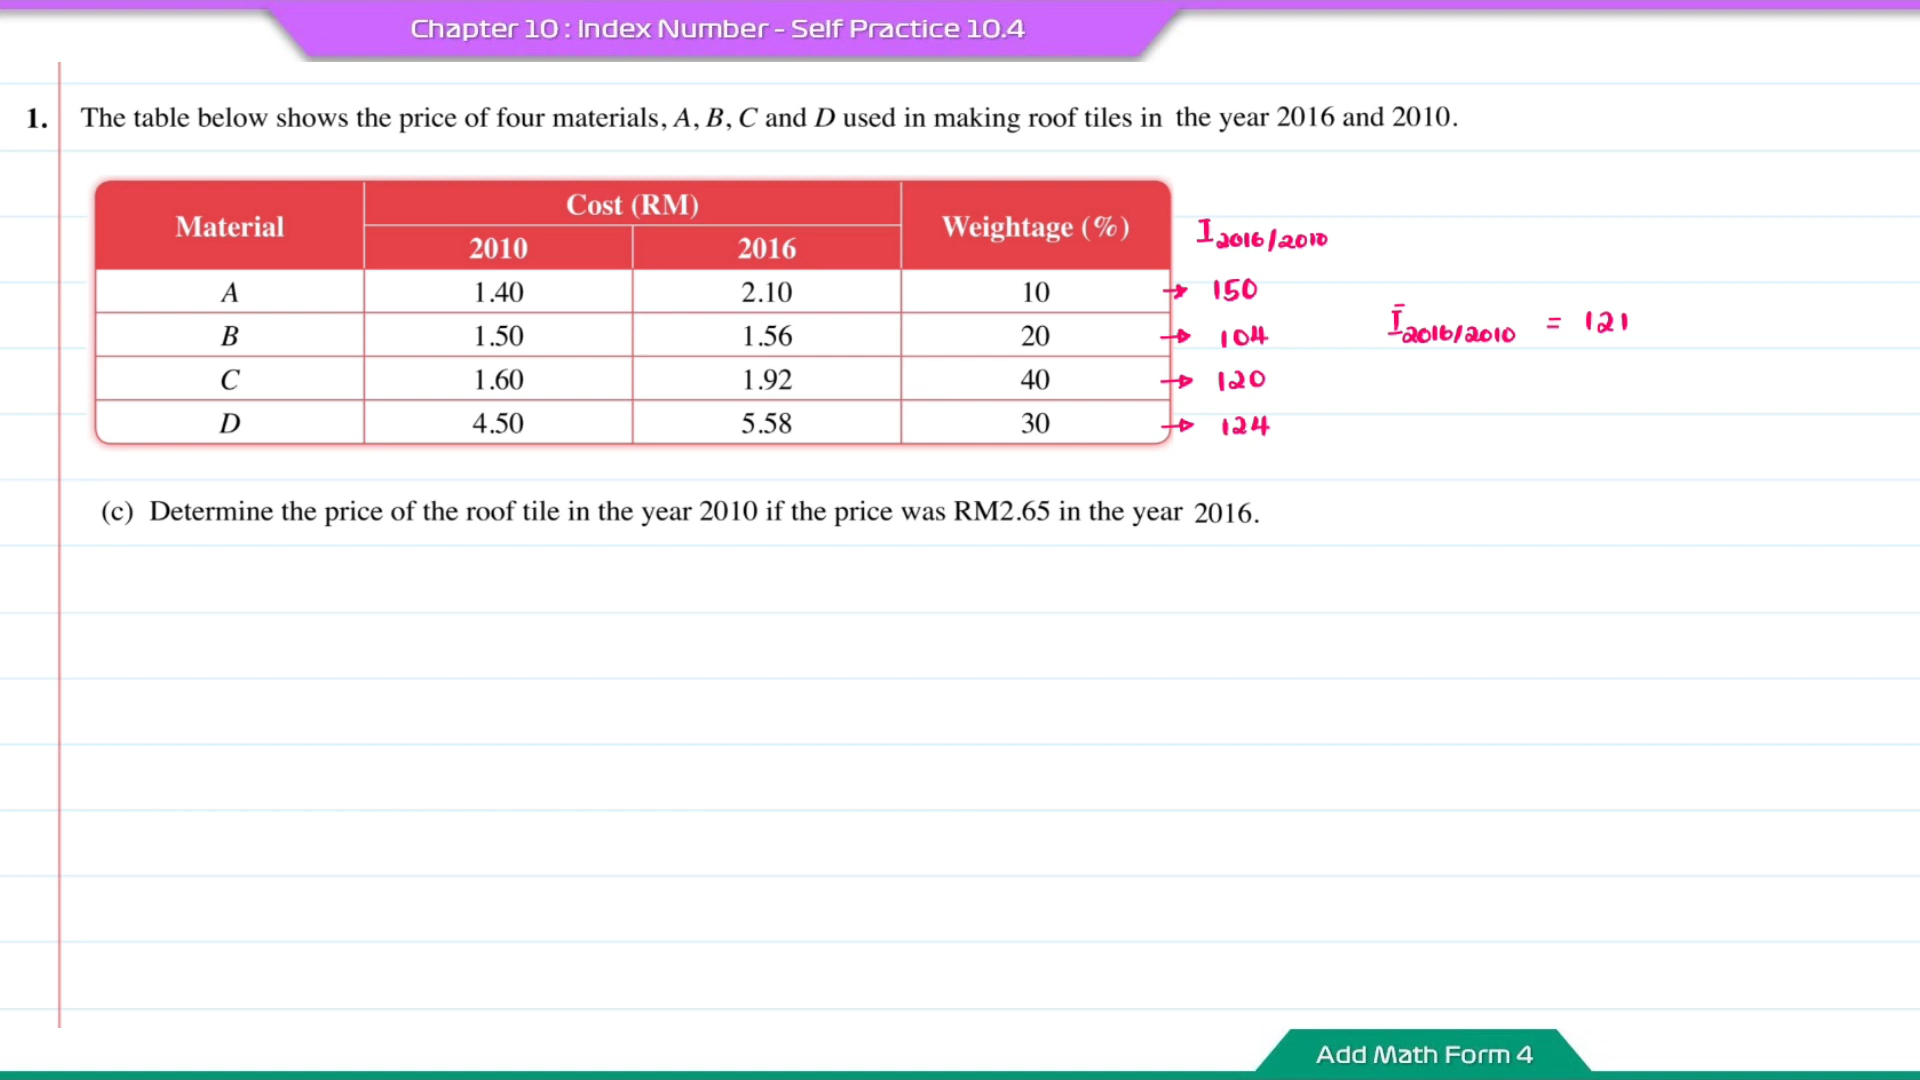 Chapter 10 : Index Number - Self Practice 10.4
1. The table below shows the price of four materials, A, B, C and D used in making roof tiles in the year 2016 and 2010.
Material Cost (RM) Weightage (%)
2010 2016
I 2016/2010
A 1.40 2.10 10 → 150
B 1.50 1.56 20 → 104
Ī 2016/2010 = 121
C 1.60 1.92 40 → 120
D 4.50 5.58 30 → 124
(c) Determine the price of the roof tile in the year 2010 if the price was RM2.65 in the year 2016.
Add Math Form 4